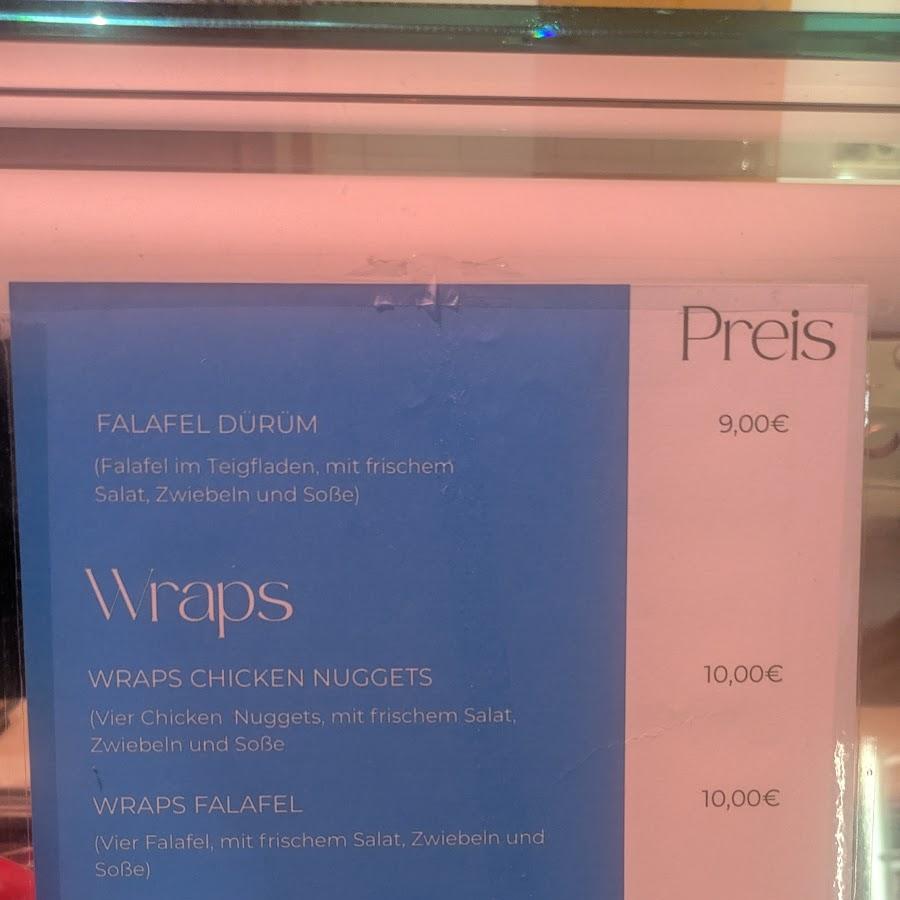 Preis
FALAFEL DÜRÜM 9,00€
(Falafel im Teigfladen, mit frischem
Salat, Zwiebeln und Soße)
Wraps
WRAPS CHICKEN NUGGETS 10,00€
(Vier Chicken Nuggets, mit frischem Salat,
Zwiebeln und Soße
WRAPS FALAFEL 10,00€
(Vier Falafel, mit frischem Salat, Zwiebeln und
Soße)